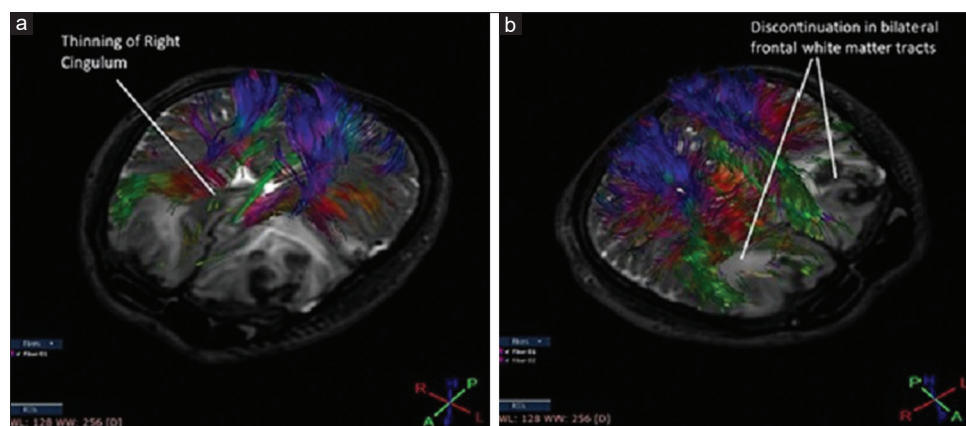 a
Thinning of Right
Cingulum
R
P
H
A
L
WL: 128 WW: 256 [D]
b
Discontinuation in bilateral
frontal white matter tracts
P
H
L
R
A
WL: 128 WW: 256 [D]